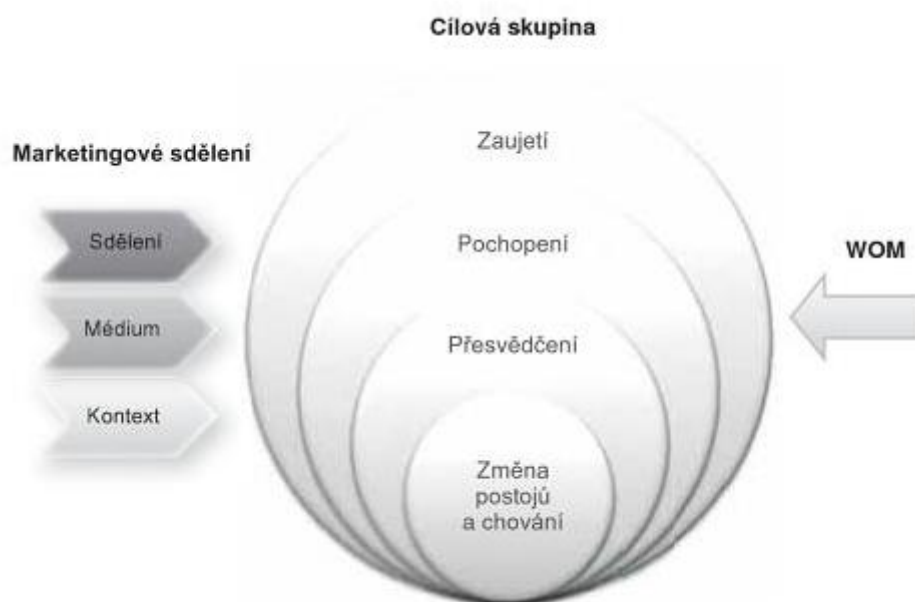 Cílová skupina
Marketingové sdělení
Sdělení
Médium
Kontext
Zaujetí
Pochopení
Přesvědčení
Změna
postojů
a chování
WOM